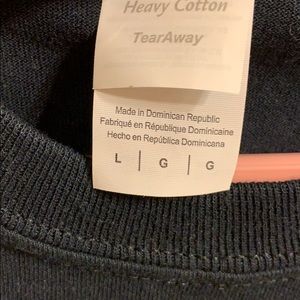 Heavy Cotton
TearAway
Made in Dominican Republic
Fabriqué en République Dominicaine
Hecho en República Dominicana
L | G | G